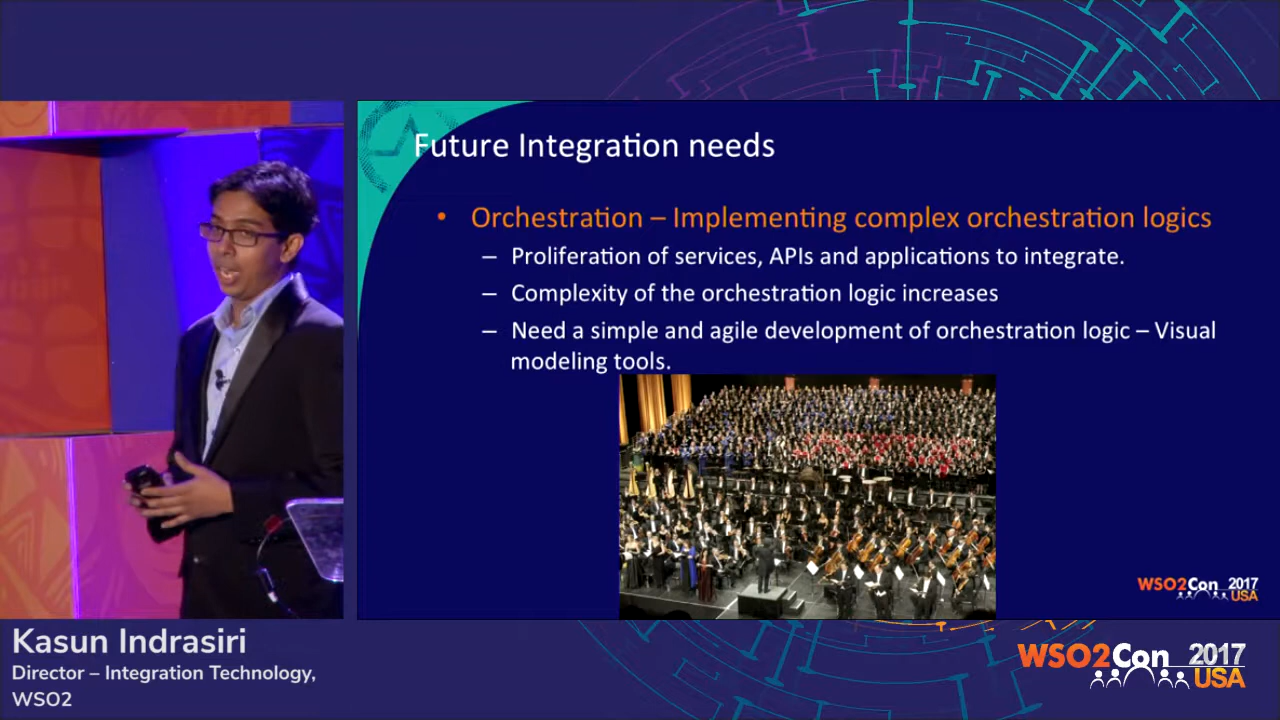 Future Integration needs
• Orchestration – Implementing complex orchestration logics
– Proliferation of services, APIs and applications to integrate.
– Complexity of the orchestration logic increases
– Need a simple and agile development of orchestration logic – Visual
modeling tools.
WSO2Con 2017
USA
Kasun Indrasiri
Director – Integration Technology,
WSO2
WSO2Con 2017
USA